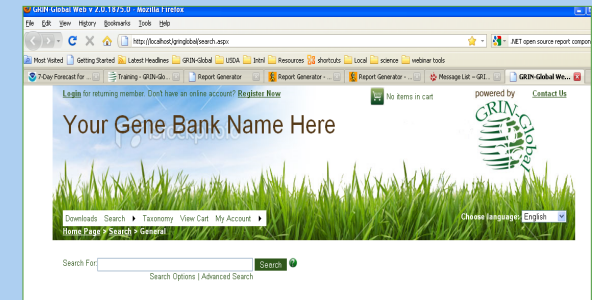 GRIN-Global Web v 2.0.1875.0 - Mozilla Firefox
File Edit View History Bookmarks Tools Help
http://localhost/gringlobal/search.aspx .NET open source report compon
Most Visited Getting Started Latest Headlines GRIN-Global USDA Intnl Resources shortcuts Local science webinar tools
7-Day Forecast for ... Training - GRIN-Glo... Report Generator Report Generator - ... Report Generator - ... Message List - GRI... GRIN-Global We...
Login for returning member. Don't have an online account? Register Now No items in cart powered by Contact Us
GRIN-Global
Your Gene Bank Name Here
iStockphoto
Downloads Search Taxonomy View Cart My Account Choose language: English
Home Page > Search > General
Search For: Search
Search Options | Advanced Search